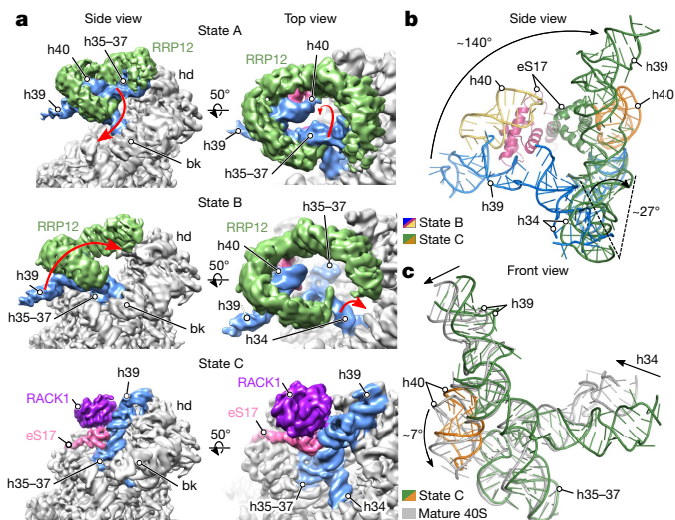 a
Side view
Top view
State A
h40
h35–37
RRP12
hd
h39
bk
50°
RRP12
h40
h39
h35–37
State B
RRP12
hd
h39
h35–37
bk
50°
RRP12
h35–37
h40
h39
h34
State C
h39
RACK1
hd
eS17
h35–37
bk
50°
RACK1
h39
eS17
h35–37
h34
b
Side view
~140°
eS17
h40
h39
h40
h39
h34
~27°
State B
State C
c
Front view
h39
h34
h40
~7°
h35–37
State C
Mature 40S